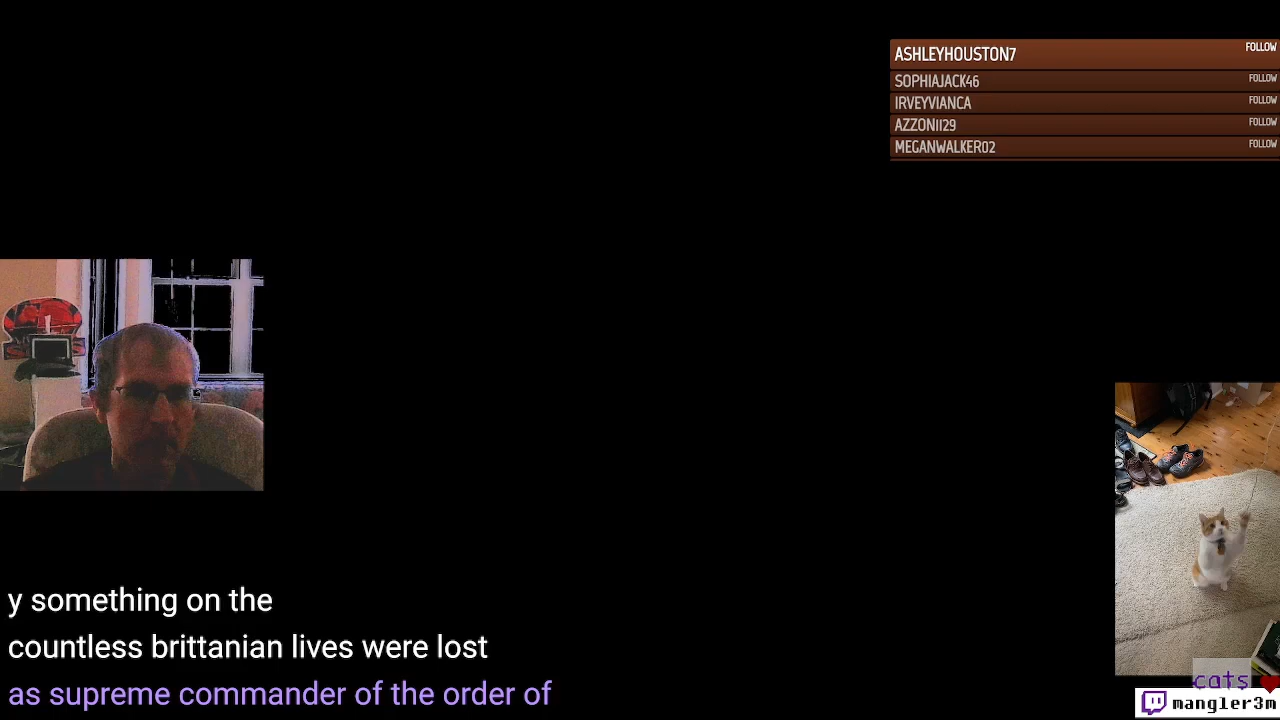 ASHLEYHOUSTON7 FOLLOW
SOPHIAJACK46 FOLLOW
IRVEYVIANCA FOLLOW
AZZON1129 FOLLOW
MEGANWALKER02 FOLLOW
y something on the
countless brittanian lives were lost
as supreme commander of the order of
cats
mangler3m